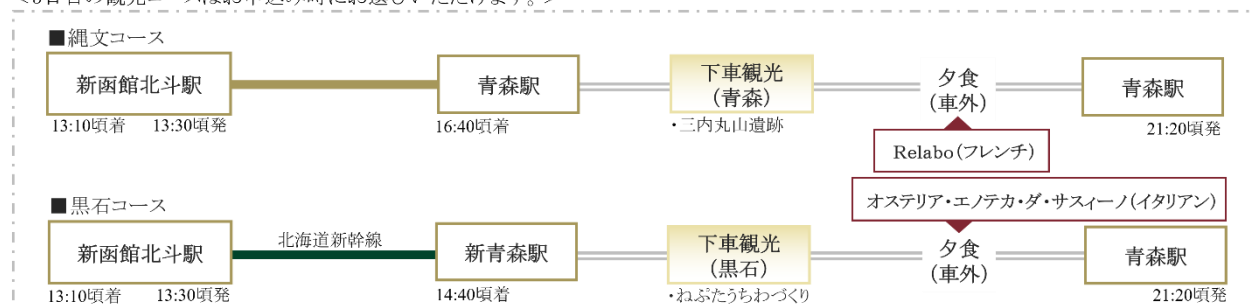 ■縄文コース
新函館北斗駅
青森駅
下車観光
(青森)
夕食
(車外)
青森駅
13:10頃着
13:30頃発
16:40頃着
・三内丸山遺跡
21:20頃発
Relabo(フレンチ)
オステリア・エノテカ・ダ・サスィーノ(イタリアン)
■黒石コース
新函館北斗駅
北海道新幹線
新青森駅
下車観光
(黒石)
夕食
(車外)
青森駅
13:10頃着
13:30頃発
14:40頃着
・ねぷたうちわづくり
21:20頃発